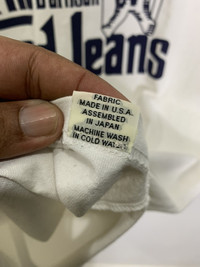 Jeans
FABRIC
MADE IN U.S.A.
ASSEMBLED
IN JAPAN
MACHINE WASH
IN COLD WATER